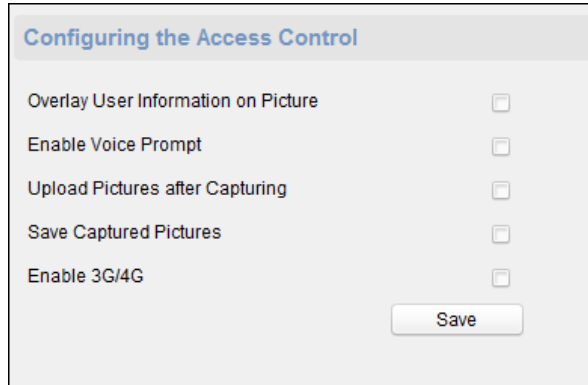 Configuring the Access Control
Overlay User Information on Picture
Enable Voice Prompt
Upload Pictures after Capturing
Save Captured Pictures
Enable 3G/4G
Save